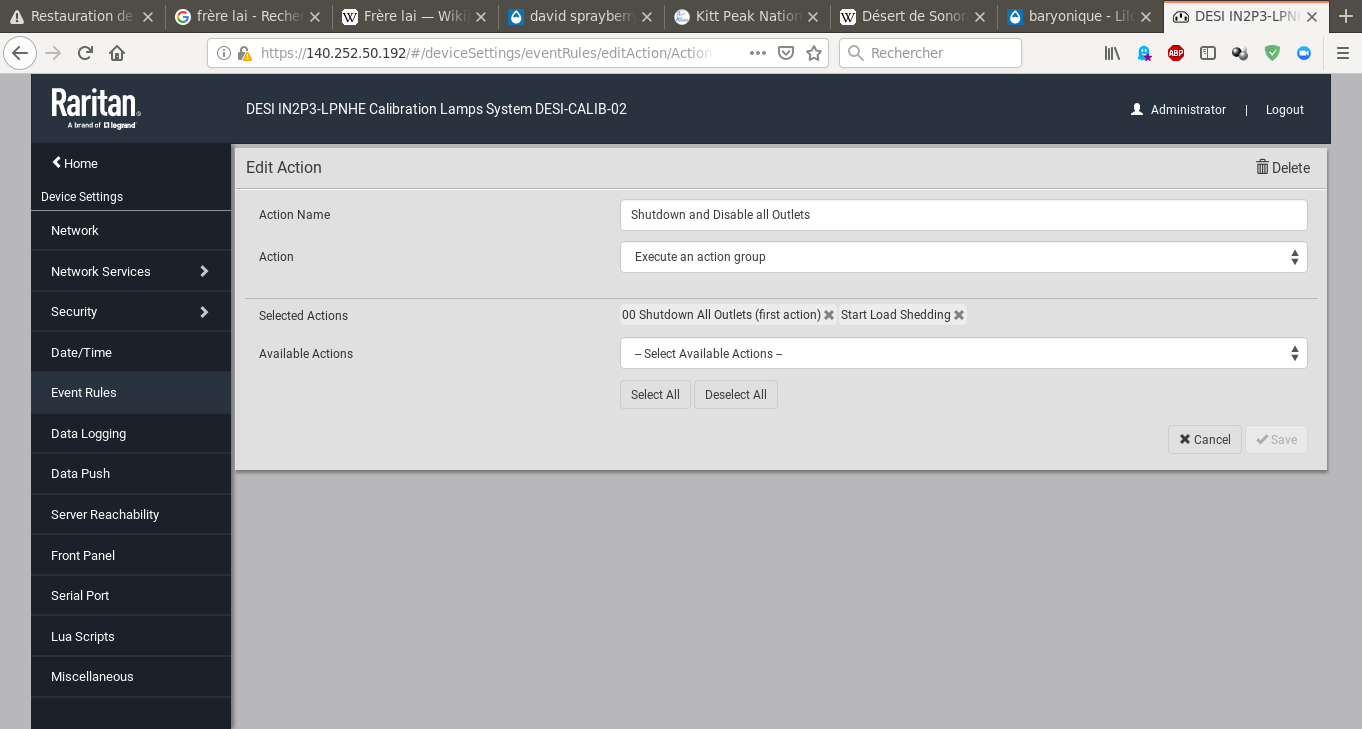 Restauration de
frère lai - Recher
Frère lai — Wiki
david sprayberry
Kitt Peak Nation
Désert de Sonor
baryonique - Lilo
DESI IN2P3-LPNH
https://140.252.50.192/#/deviceSettings/eventRules/editAction/Action
Rechercher
ABP
Raritan.
A brand of legrand
DESI IN2P3-LPNHE Calibration Lamps System DESI-CALIB-02
Administrator | Logout
Home
Device Settings
Network
Network Services
Security
Date/Time
Event Rules
Data Logging
Data Push
Server Reachability
Front Panel
Serial Port
Lua Scripts
Miscellaneous
Edit Action
Delete
Action Name
Shutdown and Disable all Outlets
Action
Execute an action group
Selected Actions
00 Shutdown All Outlets (first action) Start Load Shedding
Available Actions
-- Select Available Actions --
Select All
Deselect All
Cancel
Save